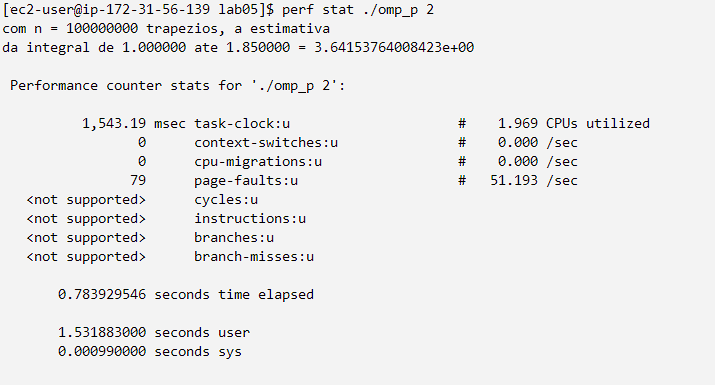 [ec2-user@ip-172-31-56-139 lab05]$ perf stat ./omp_p 2
com n = 100000000 trapezios, a estimativa
da integral de 1.000000 ate 1.850000 = 3.64153764008423e+00
Performance counter stats for './omp_p 2':
1,543.19 msec task-clock:u # 1.969 CPUs utilized
0 context-switches:u # 0.000 /sec
0 cpu-migrations:u # 0.000 /sec
79 page-faults:u # 51.193 /sec
<not supported> cycles:u
<not supported> instructions:u
<not supported> branches:u
<not supported> branch-misses:u
0.783929546 seconds time elapsed
1.531883000 seconds user
0.000990000 seconds sys